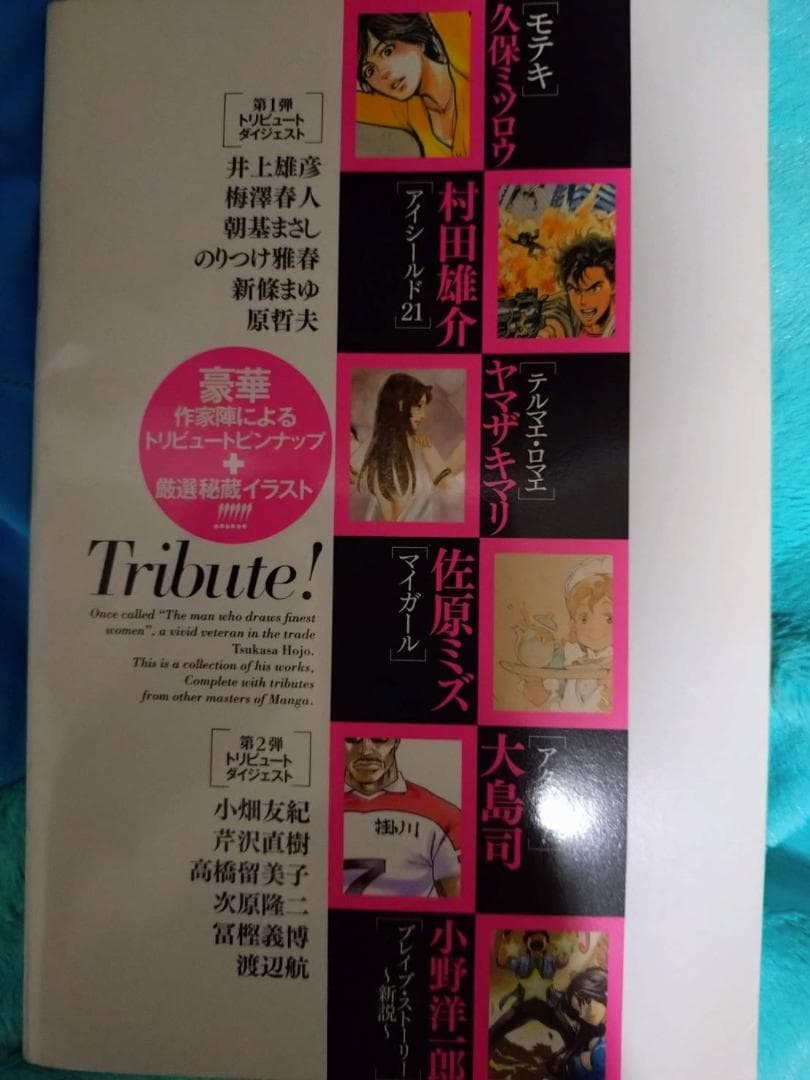 [第1弾
トリビュート
ダイジェスト]
井上雄彦
梅澤春人
朝基まさし
のりつけ雅春
新條まゆ
原哲夫
豪華
作家陣による
トリビュートピンナップ
+
厳選秘蔵イラスト
!!!!!!
Tribute!
Once called “The man who draws finest
women”, a vivid veteran in the trade
Tsukasa Hojo.
This is a collection of his works,
Complete with tributes
from other masters of Manga.
[第2弾
トリビュート
ダイジェスト]
小畑友紀
芹沢直樹
高橋留美子
次原隆二
冨樫義博
渡辺航
[モテキ]
久保ミツロウ
村田雄介
[アイシールド21]
[テルマエ・ロマエ]
ヤマザキマリ
佐原ミズ
[マイガール]
大島司
掛川
7
小野洋一郎
[ブレイブ・ストーリー
～新説～]